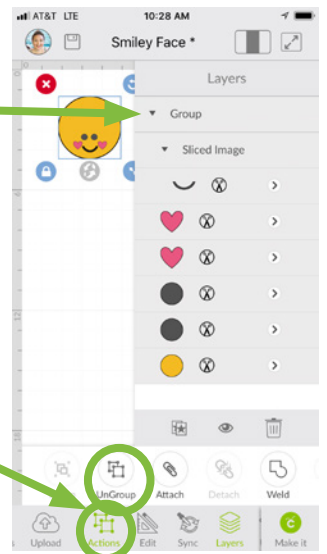 AT&T LTE 10:28 AM
Smiley Face *
Layers
Group
Sliced Image
UnGroup Attach Detach Weld
Upload Actions Edit Sync Layers Make it